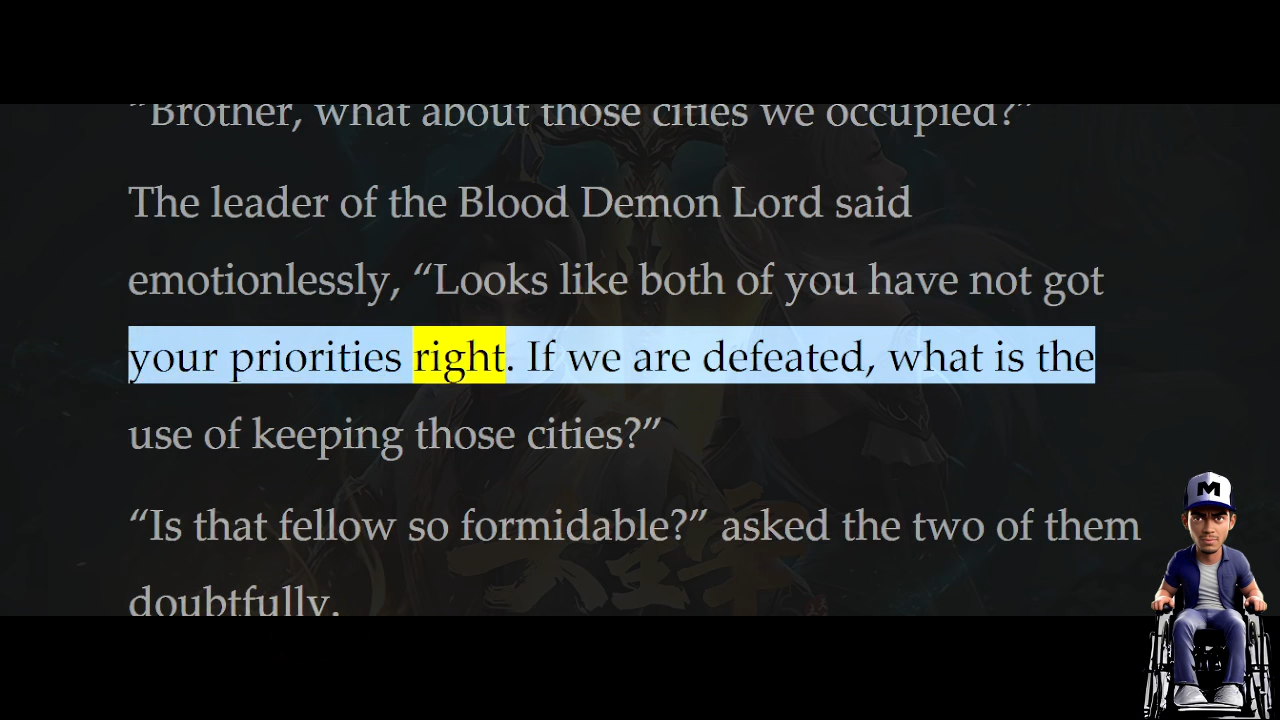 “Brother, what about those cities we occupied?”
The leader of the Blood Demon Lord said
emotionlessly, “Looks like both of you have not got
your priorities right. If we are defeated, what is the
use of keeping those cities?”
“Is that fellow so formidable?” asked the two of them
doubtfully.
M